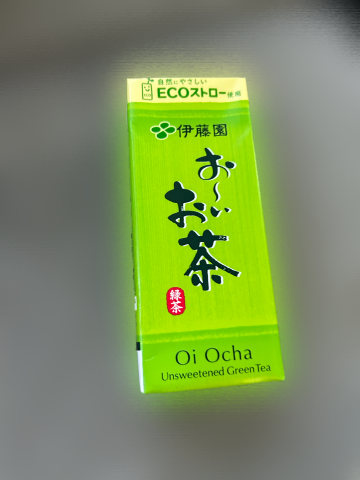 自然にやさしい
ECOストロー使用
伊藤園
お～い
お茶
緑茶
Oi Ocha
Unsweetened Green Tea